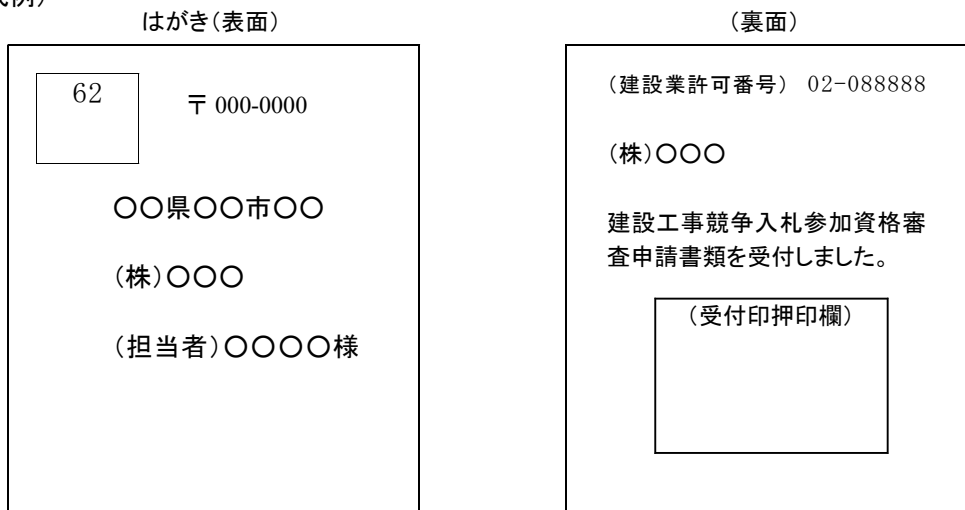 はがき（表面）
62
〒 000-0000
〇〇県〇〇市〇〇
（株）〇〇〇
（担当者）〇〇〇〇様
（裏面）
（建設業許可番号） 02-088888
（株）〇〇〇
建設工事競争入札参加資格審
査申請書類を受付しました。
（受付印押印欄）